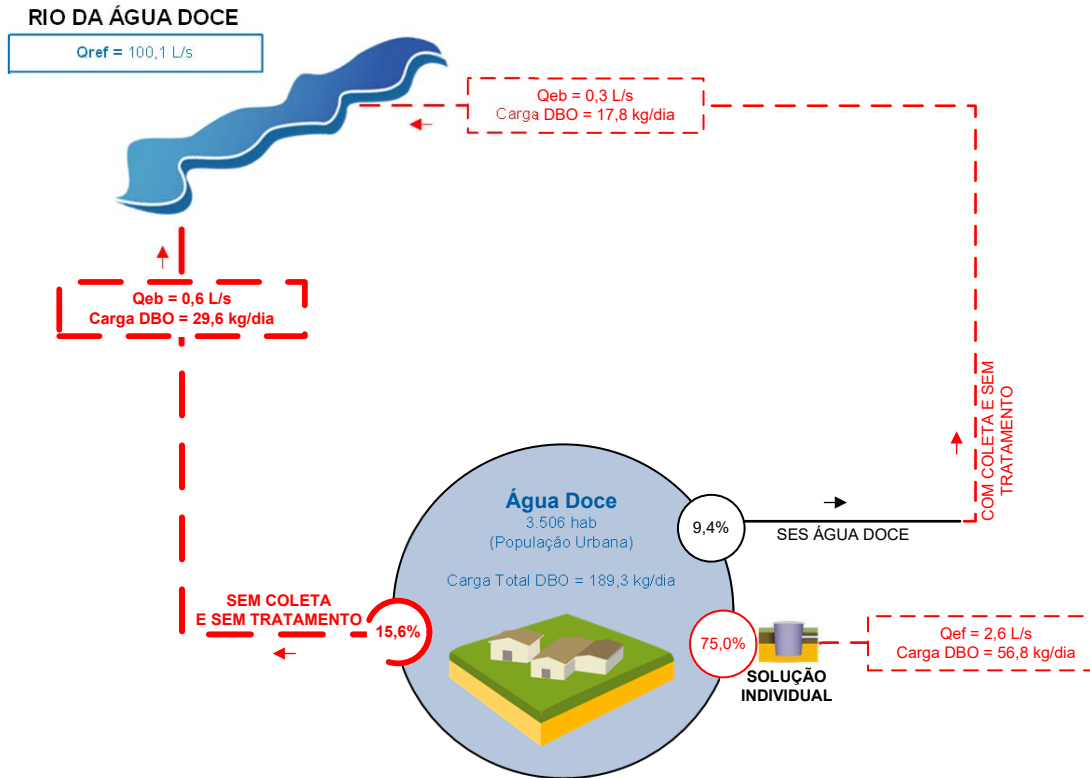 RIO DA ÁGUA DOCE
Qref = 100,1 L/s
Qeb = 0,3 L/s
Carga DBO = 17,8 kg/dia
Qeb = 0,6 L/s
Carga DBO = 29,6 kg/dia
COM COLETA E SEM
TRATAMENTO
Água Doce
3.506 hab
(População Urbana)
Carga Total DBO = 189,3 kg/dia
9,4%
SES ÁGUA DOCE
SEM COLETA
E SEM TRATAMENTO
15,6%
75,0%
SOLUÇÃO
INDIVIDUAL
Qef = 2,6 L/s
Carga DBO = 56,8 kg/dia